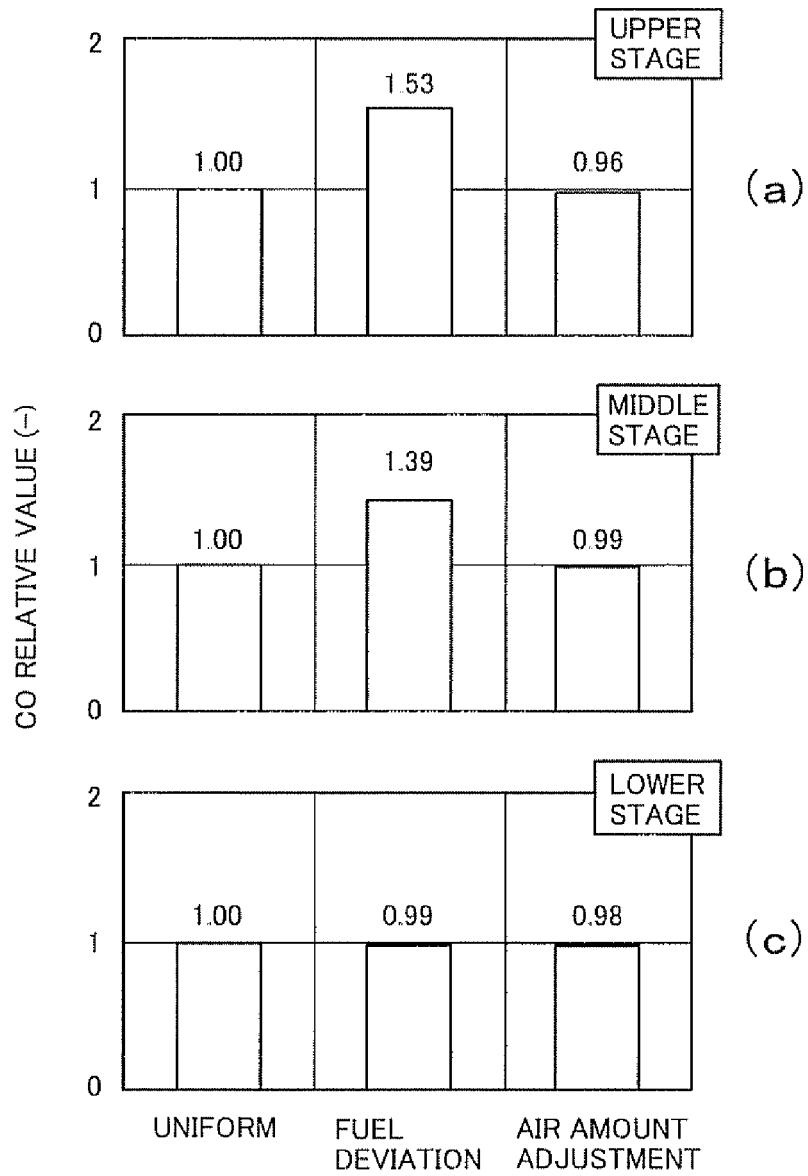 UPPER
STAGE
2
1
0
1.00
1.53
0.96
(a)
MIDDLE
STAGE
2
1
0
1.00
1.39
0.99
(b)
LOWER
STAGE
2
1
0
1.00
0.99
0.98
(c)
CO RELATIVE VALUE (-)
UNIFORM
FUEL
DEVIATION
AIR AMOUNT
ADJUSTMENT